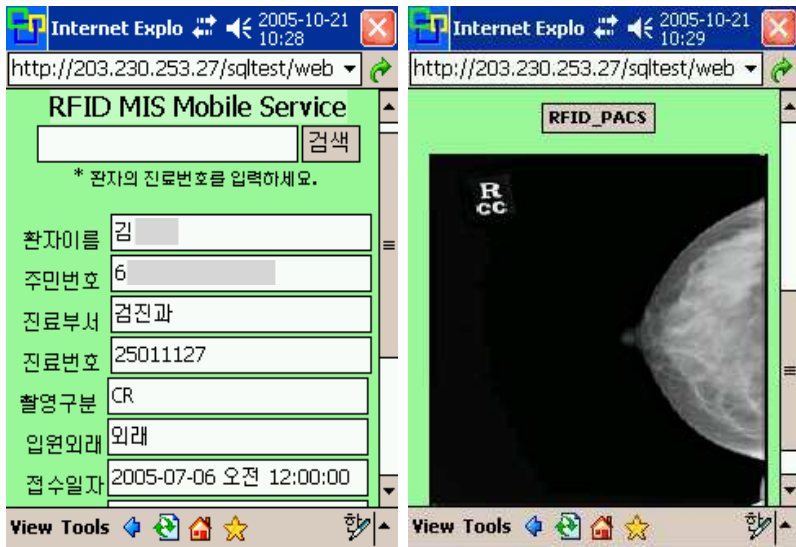 Internet Explo 2005-10-21 10:28
http://203.230.253.27/sqltest/web
RFID MIS Mobile Service
검색
* 환자의 진료번호를 입력하세요.
환자이름 김
주민번호 6
진료부서 검진과
진료번호 25011127
촬영구분 CR
입원외래 외래
접수일자 2005-07-06 오전 12:00:00
View Tools 한
Internet Explo 2005-10-21 10:29
http://203.230.253.27/sqltest/web
RFID_PACS
R
CC
View Tools 한